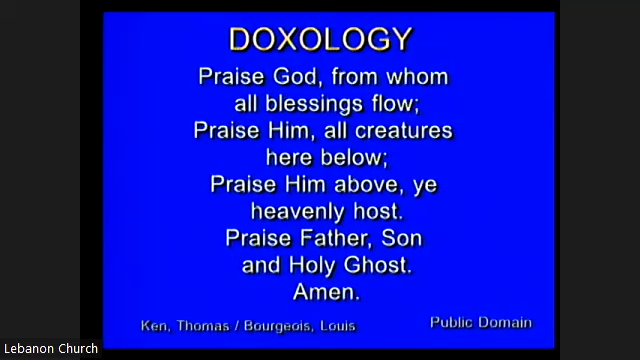 DOXOLOGY
Praise God, from whom
all blessings flow;
Praise Him, all creatures
here below;
Praise Him above, ye
heavenly host.
Praise Father, Son
and Holy Ghost.
Amen.
Ken, Thomas / Bourgeois, Louis
Public Domain
Lebanon Church